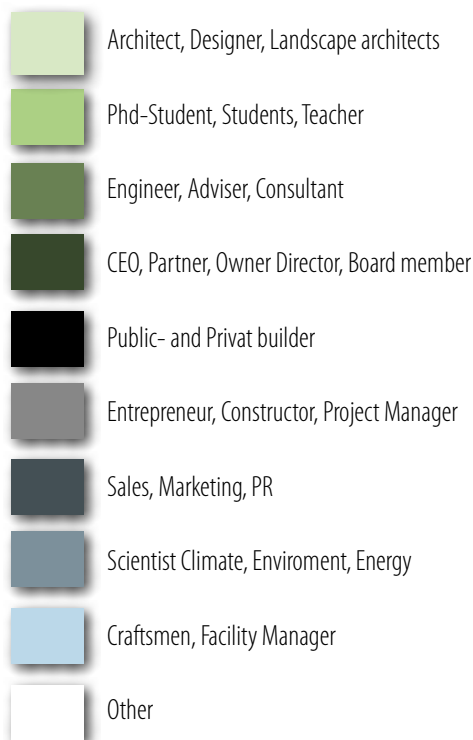 Architect, Designer, Landscape architects
Phd-Student, Students, Teacher
Engineer, Adviser, Consultant
CEO, Partner, Owner Director, Board member
Public- and Privat builder
Entrepreneur, Constructor, Project Manager
Sales, Marketing, PR
Scientist Climate, Enviroment, Energy
Craftsmen, Facility Manager
Other